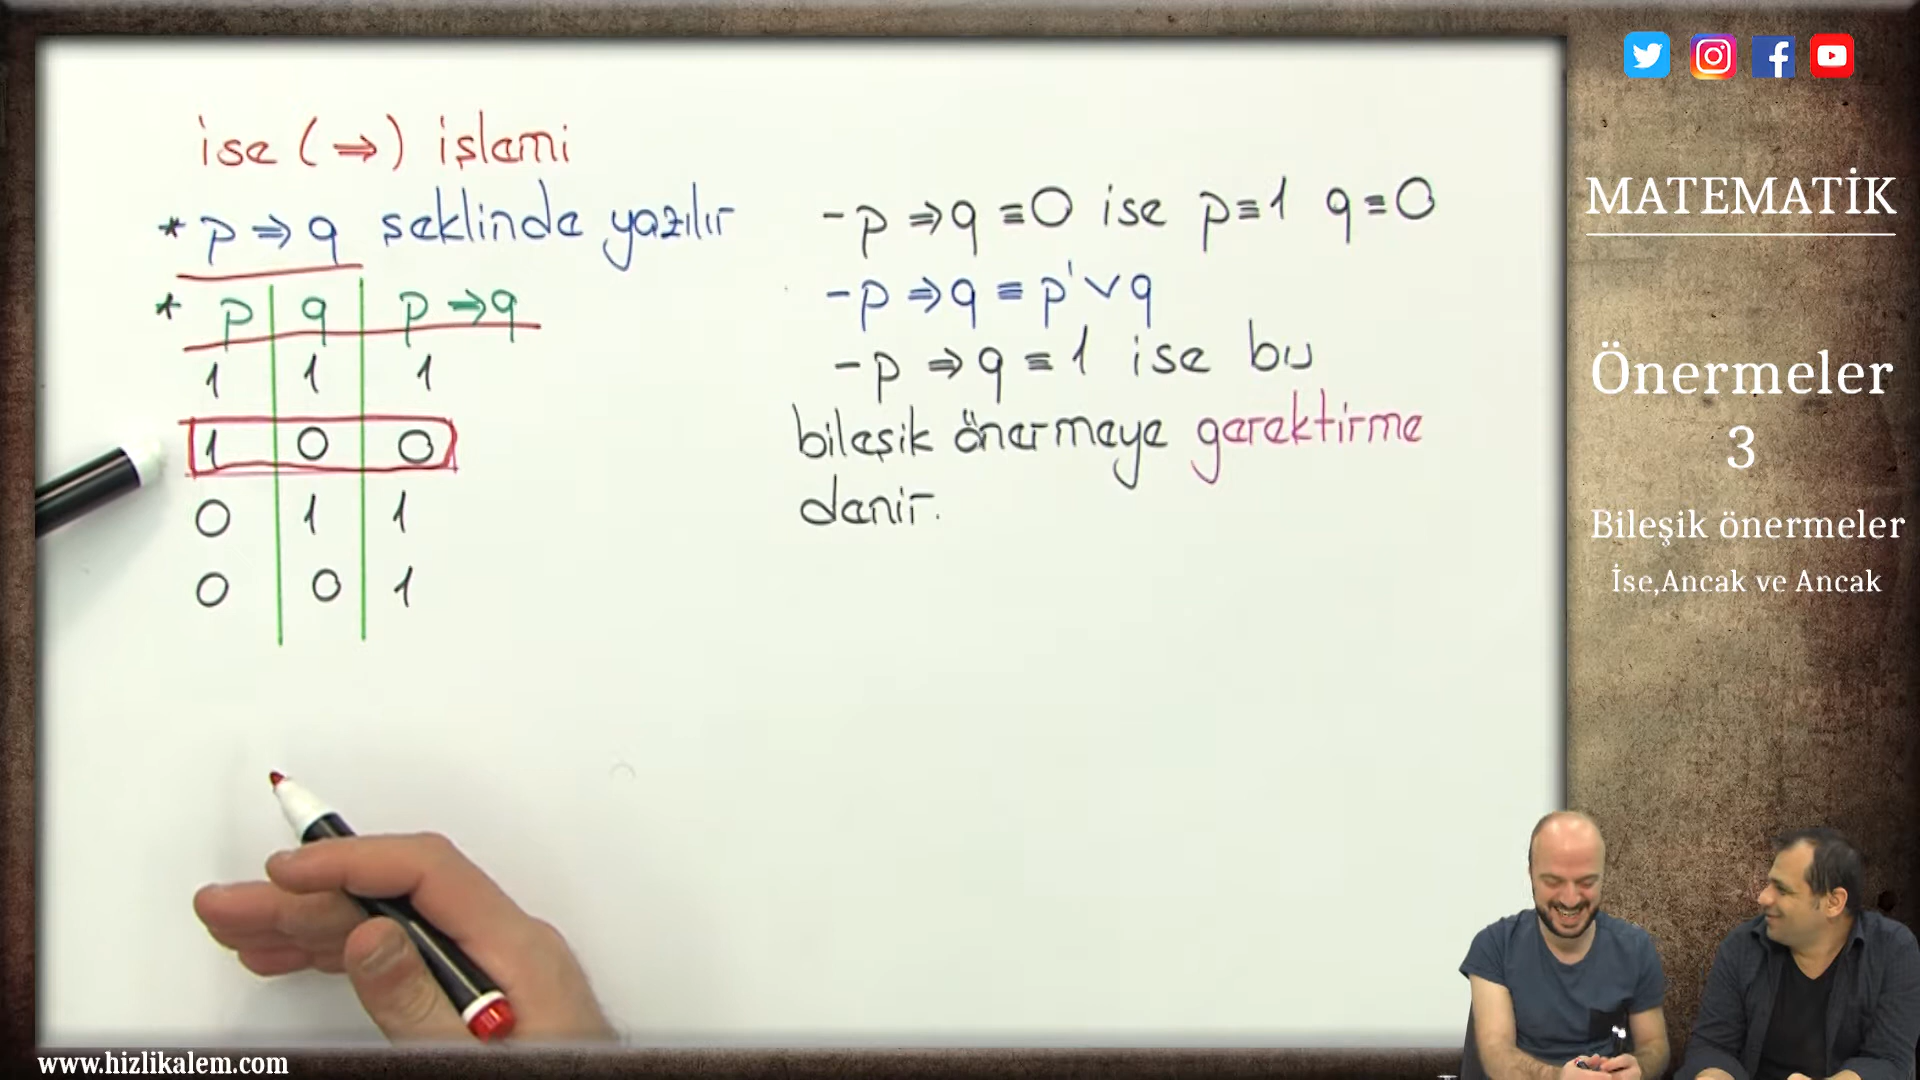 ise (⇒) işlemi
* p ⇒ q şeklinde yazılır
* p q p ⇒ q
1 1 1
1 0 0
0 1 1
0 0 1
- p ⇒ q ≡ 0 ise p ≡ 1 q ≡ 0
- p ⇒ q ≡ p' ∨ q
- p ⇒ q ≡ 1 ise bu
bileşik önermeye gerektirme
denir.
MATEMATİK
Önermeler
3
Bileşik önermeler
İse,Ancak ve Ancak
www.hizlikalem.com